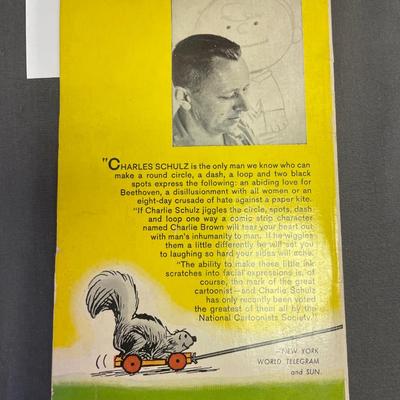 "CHARLES SCHULZ is the only man we know who can
make a round circle, a dash, a loop and two black
spots express the following: an abiding love for
Beethoven, a disillusionment with all women or an
eight-day crusade of hate against a paper kite.
"If Charlie Schulz jiggles the circle, spots, dash
and loop one way a comic strip character
named Charlie Brown will tear your heart out
with man's inhumanity to man. If he wiggles
them a little differently he will set you
to laughing so hard your sides will ache.
"The ability to make these little ink
scratches into facial expressions is, of
course, the mark of the great
cartoonist—and Charlie Schulz
has only recently been voted
the greatest of them all by the
National Cartoonists Society."
—NEW YORK
WORLD TELEGRAM
and SUN.